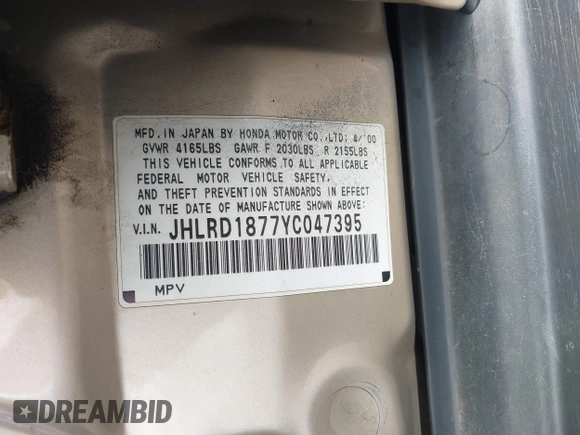 MFD. IN JAPAN BY HONDA MOTOR CO., LTD; 4/'00
GVWR 4165LBS GAWR F 2030LBS R 2155LBS
THIS VEHICLE CONFORMS TO ALL APPLICABLE
FEDERAL MOTOR VEHICLE SAFETY,
AND THEFT PREVENTION STANDARDS IN EFFECT
ON THE DATE OF MANUFACTURE SHOWN ABOVE:
V.I.N. JHLRD1877YC047395
MPV
DREAMBID